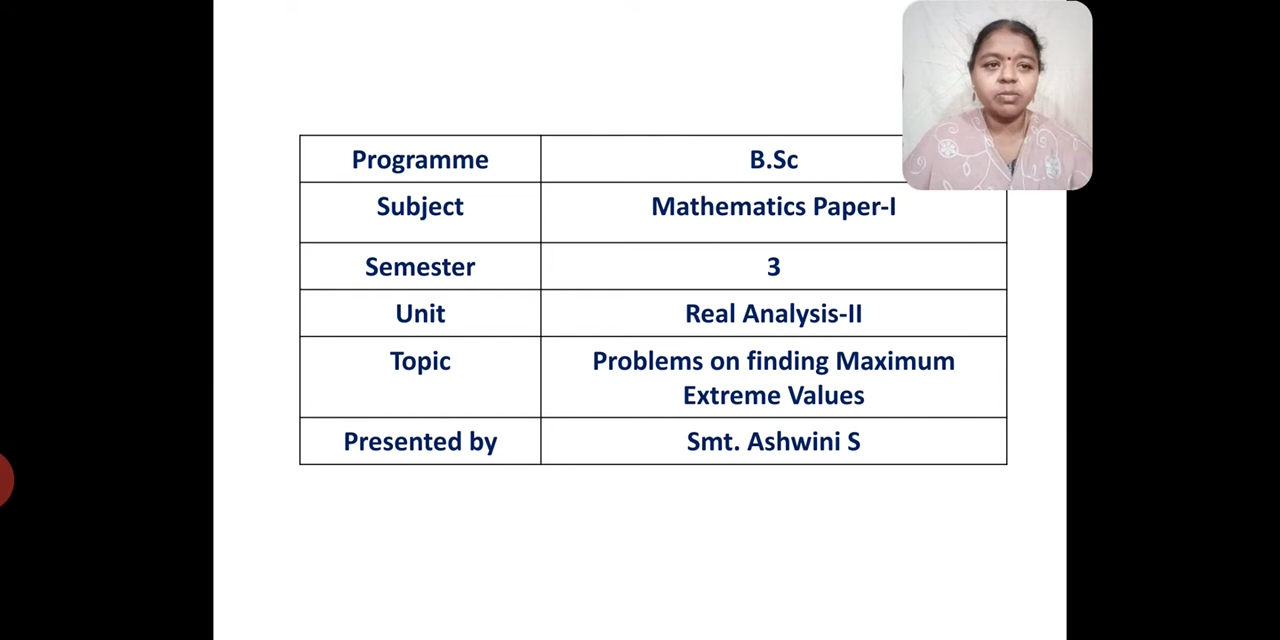 Programme B.Sc
Subject Mathematics Paper-I
Semester 3
Unit Real Analysis-II
Topic Problems on finding Maximum
Extreme Values
Presented by Smt. Ashwini S